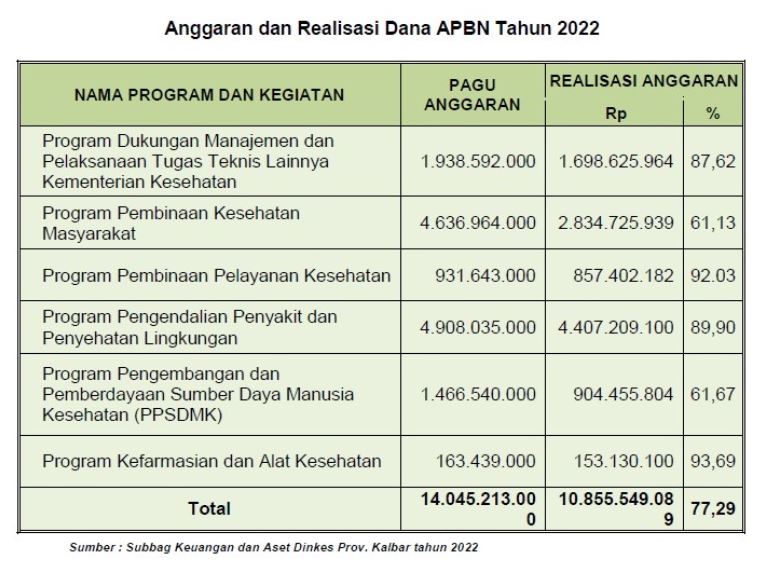 Anggaran dan Realisasi Dana APBN Tahun 2022
NAMA PROGRAM DAN KEGIATAN
PAGU
ANGGARAN
REALISASI ANGGARAN
Rp
%
Program Dukungan Manajemen dan
Pelaksanaan Tugas Teknis Lainnya
Kementerian Kesehatan
1.938.592.000
1.698.625.964
87,62
Program Pembinaan Kesehatan
Masyarakat
4.636.964.000
2.834.725.939
61,13
Program Pembinaan Pelayanan Kesehatan
931.643.000
857.402.182
92.03
Program Pengendalian Penyakit dan
Penyehatan Lingkungan
4.908.035.000
4.407.209.100
89,90
Program Pengembangan dan
Pemberdayaan Sumber Daya Manusia
Kesehatan (PPSDMK)
1.466.540.000
904.455.804
61,67
Program Kefarmasian dan Alat Kesehatan
163.439.000
153.130.100
93,69
Total
14.045.213.00
0
10.855.549.08
9
77,29
Sumber : Subbag Keuangan dan Aset Dinkes Prov. Kalbar tahun 2022